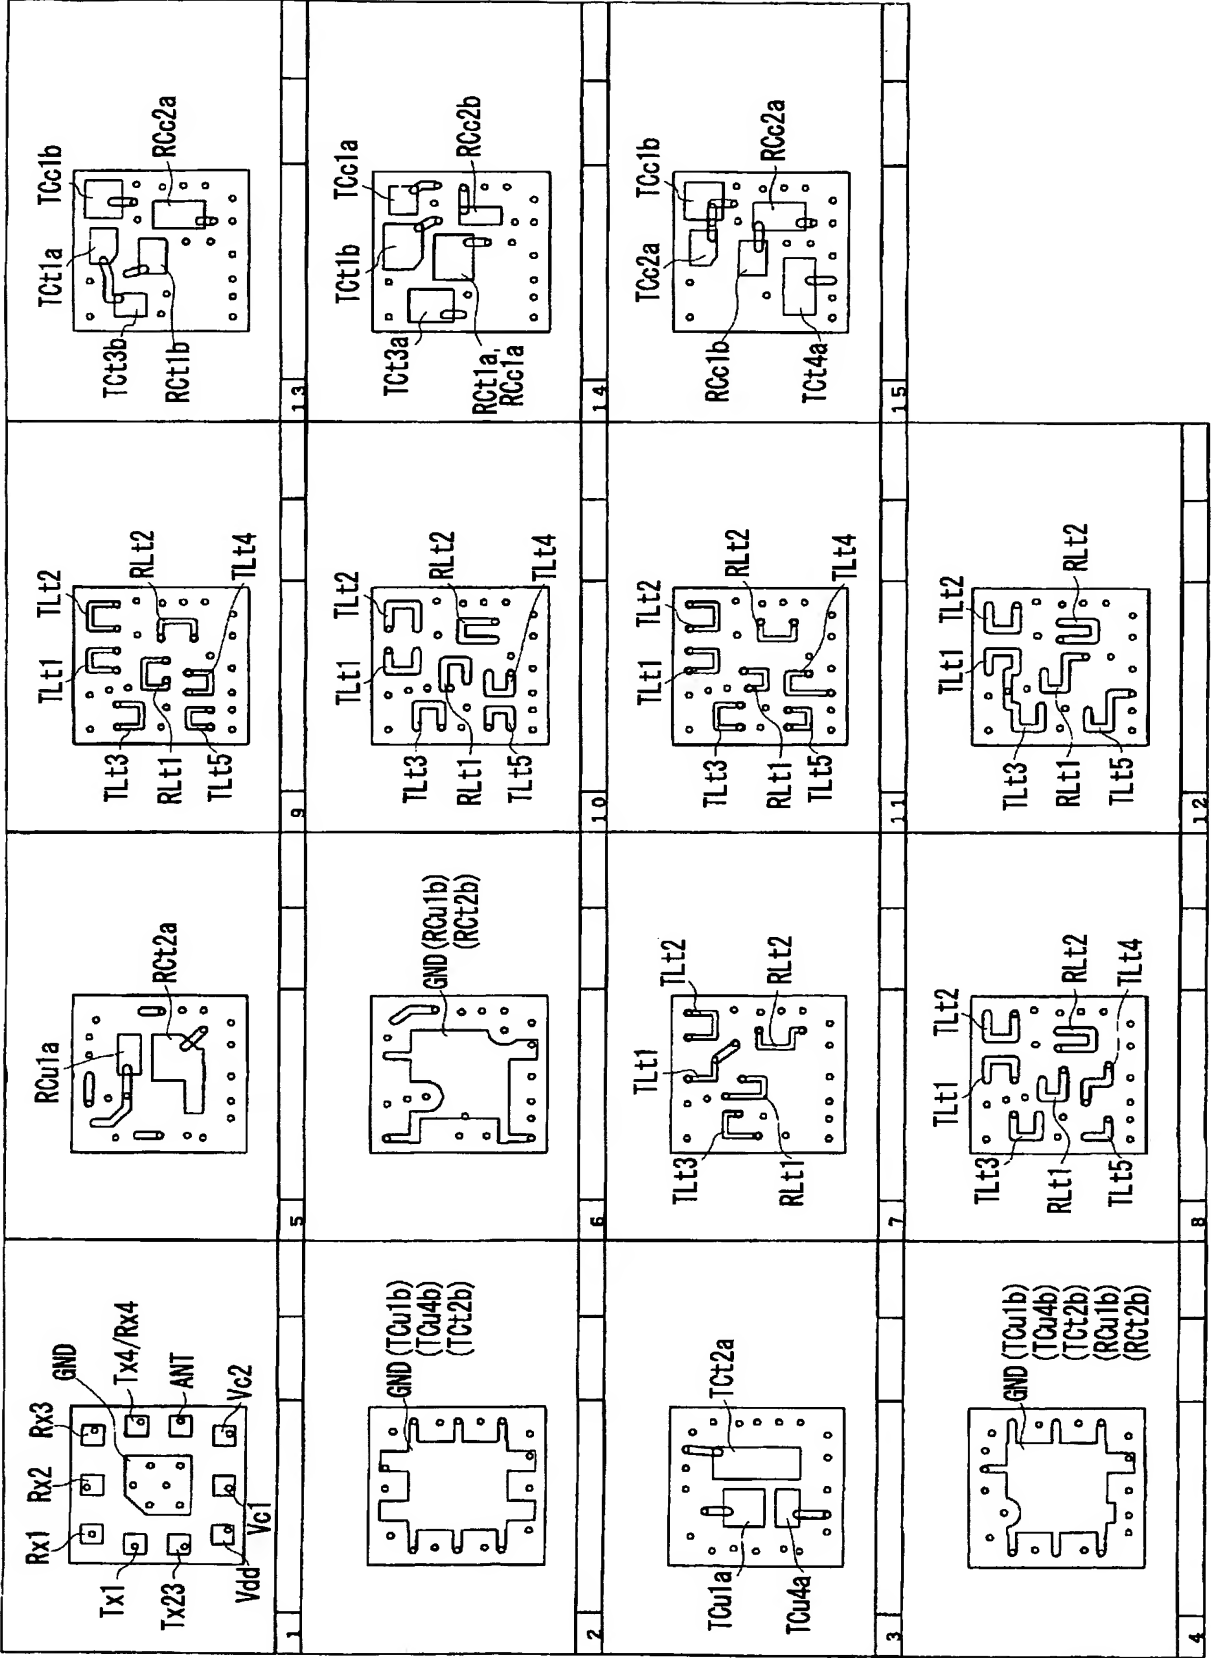 Rx1
Rx2
Rx3
GND
Tx1
Tx23
Vdd
Vc1
Tx4/Rx4
ANT
Vc2
1
GND(TCu1b)
(TCu4b)
(TCt2b)
2
TCu1a
TCu4a
TCt2a
3
GND(TCu1b)
(TCu4b)
(TCt2b)
(RCu1b)
(RCt2b)
4
RCu1a
RCt2a
5
GND(RCu1b)
(RCt2b)
6
TLt1
TLt2
TLt3
RLt1
RLt2
7
TLt1
TLt2
TLt3
RLt1
TLt5
RLt2
TLt4
8
TLt1
TLt2
TLt3
RLt1
TLt5
RLt2
TLt4
9
TLt1
TLt2
TLt3
RLt1
TLt5
RLt2
TLt4
10
TLt1
TLt2
TLt3
RLt1
TLt5
RLt2
TLt4
11
TLt1
TLt2
TLt3
RLt1
TLt5
RLt2
12
TCt1a
TCc1b
TCt3b
RCt1b
RCc2a
13
TCt1b
TCc1a
TCt3a
RCt1a,
RCc1a
RCc2b
14
TCc2a
TCc1b
RCc1b
TCt4a
RCc2a
15